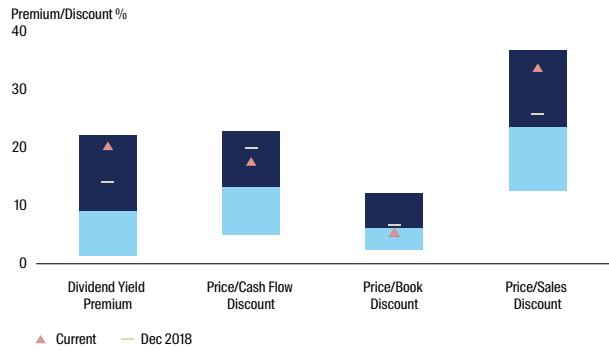 Premium/Discount %
40
30
20
10
0
Dividend Yield
Premium
Price/Cash Flow
Discount
Price/Book
Discount
Price/Sales
Discount
Current
Dec 2018